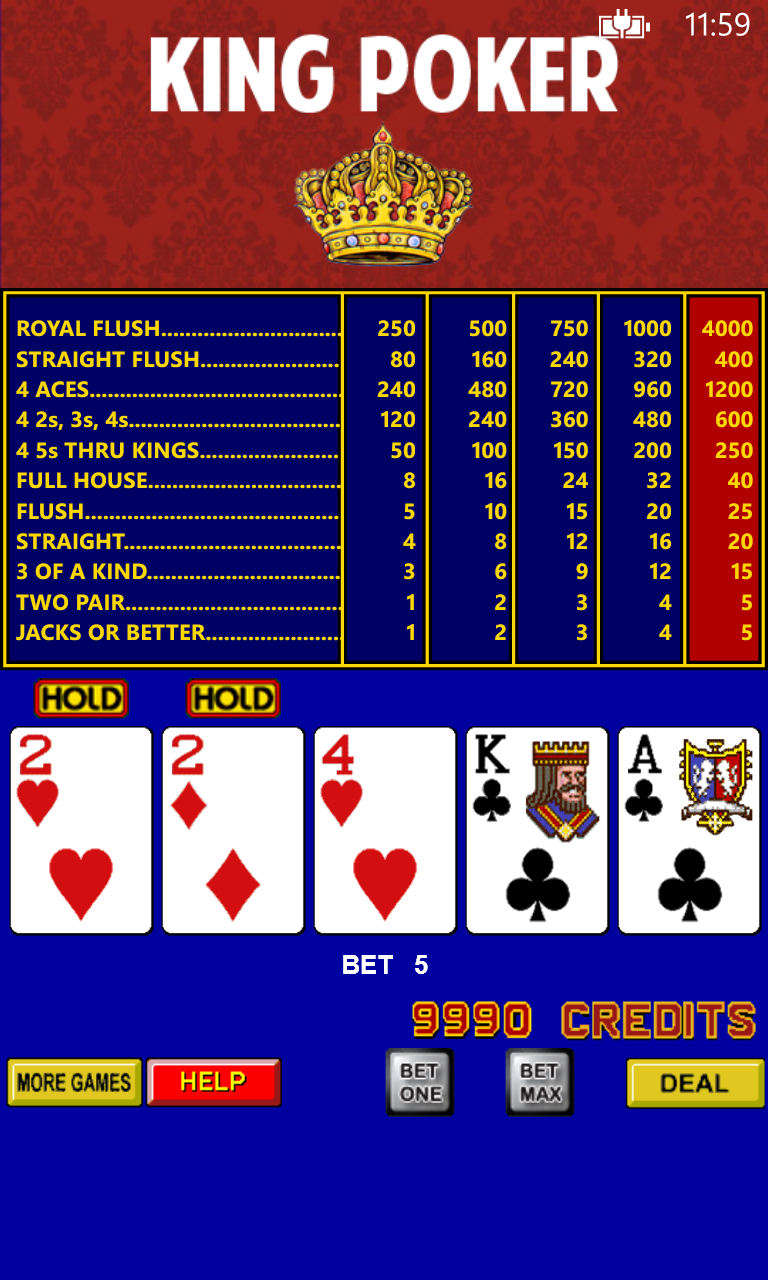 11:59
KING POKER
ROYAL FLUSH.............................. 250 500 750 1000 4000
STRAIGHT FLUSH....................... 80 160 240 320 400
4 ACES.......................................... 240 480 720 960 1200
4 2s, 3s, 4s................................... 120 240 360 480 600
4 5s THRU KINGS....................... 50 100 150 200 250
FULL HOUSE................................ 8 16 24 32 40
FLUSH.......................................... 5 10 15 20 25
STRAIGHT.................................... 4 8 12 16 20
3 OF A KIND................................ 3 6 9 12 15
TWO PAIR.................................... 1 2 3 4 5
JACKS OR BETTER...................... 1 2 3 4 5
HOLD HOLD
2 2 4 K A
BET 5
9990 CREDITS
MORE GAMES HELP BET ONE BET MAX DEAL